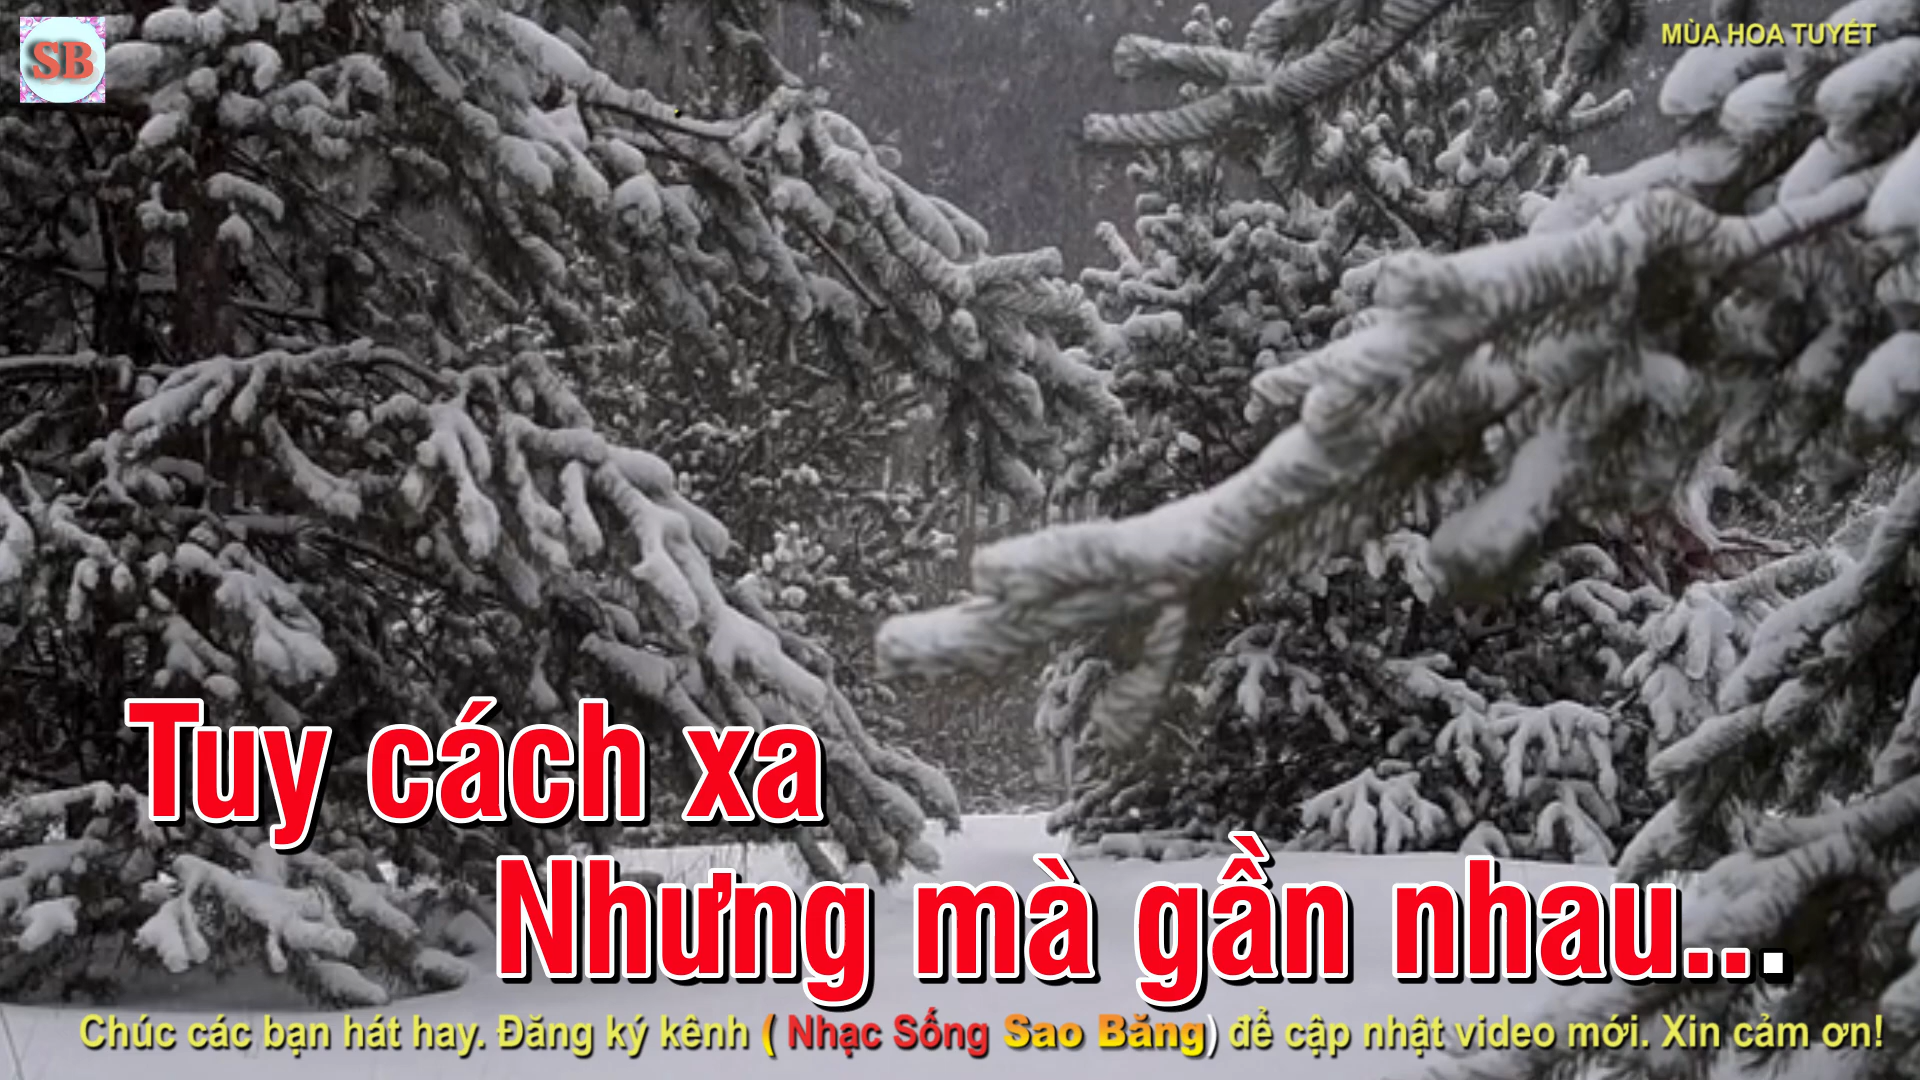 SB
MÙA HOA TUYẾT
Tuy cách xa
Nhưng mà gần nhau...
Chúc các bạn hát hay. Đăng ký kênh ( Nhạc Sống Sao Băng) để cập nhật video mới. Xin cảm ơn!